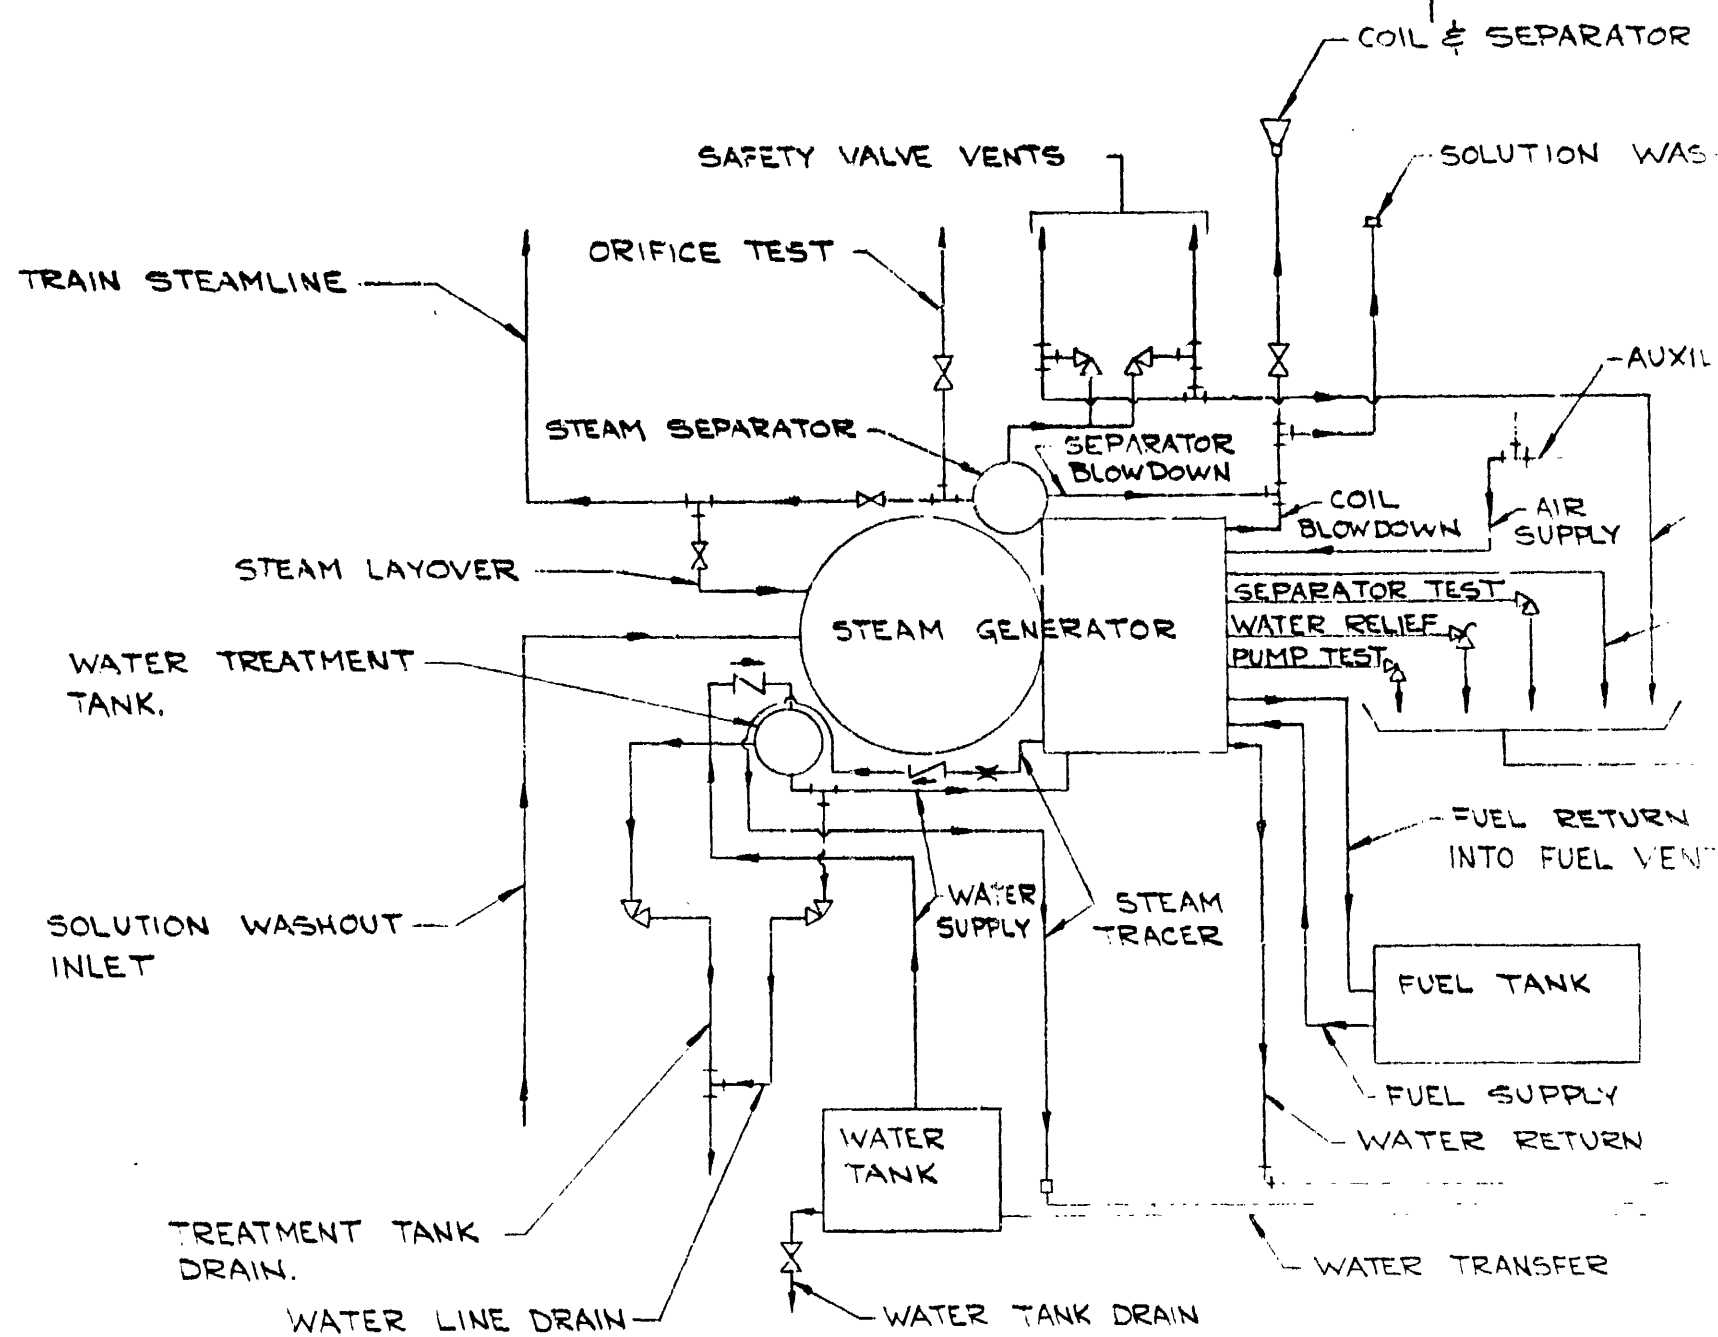 COIL & SEPARATOR
SAFETY VALVE VENTS
SOLUTION WAS
ORIFICE TEST
TRAIN STEAMLINE
AUXIL
STEAM SEPARATOR
SEPARATOR
BLOWDOWN
COIL
BLOWDOWN
AIR
SUPPLY
STEAM LAYOVER
SEPARATOR TEST
WATER RELIEF
PUMP TEST
STEAM GENERATOR
WATER TREATMENT
TANK.
FUEL RETURN
INTO FUEL VENT
WATER
SUPPLY
STEAM
TRACER
SOLUTION WASHOUT
INLET
FUEL TANK
FUEL SUPPLY
WATER RETURN
WATER
TANK
TREATMENT TANK
DRAIN.
WATER TRANSFER
WATER LINE DRAIN
WATER TANK DRAIN